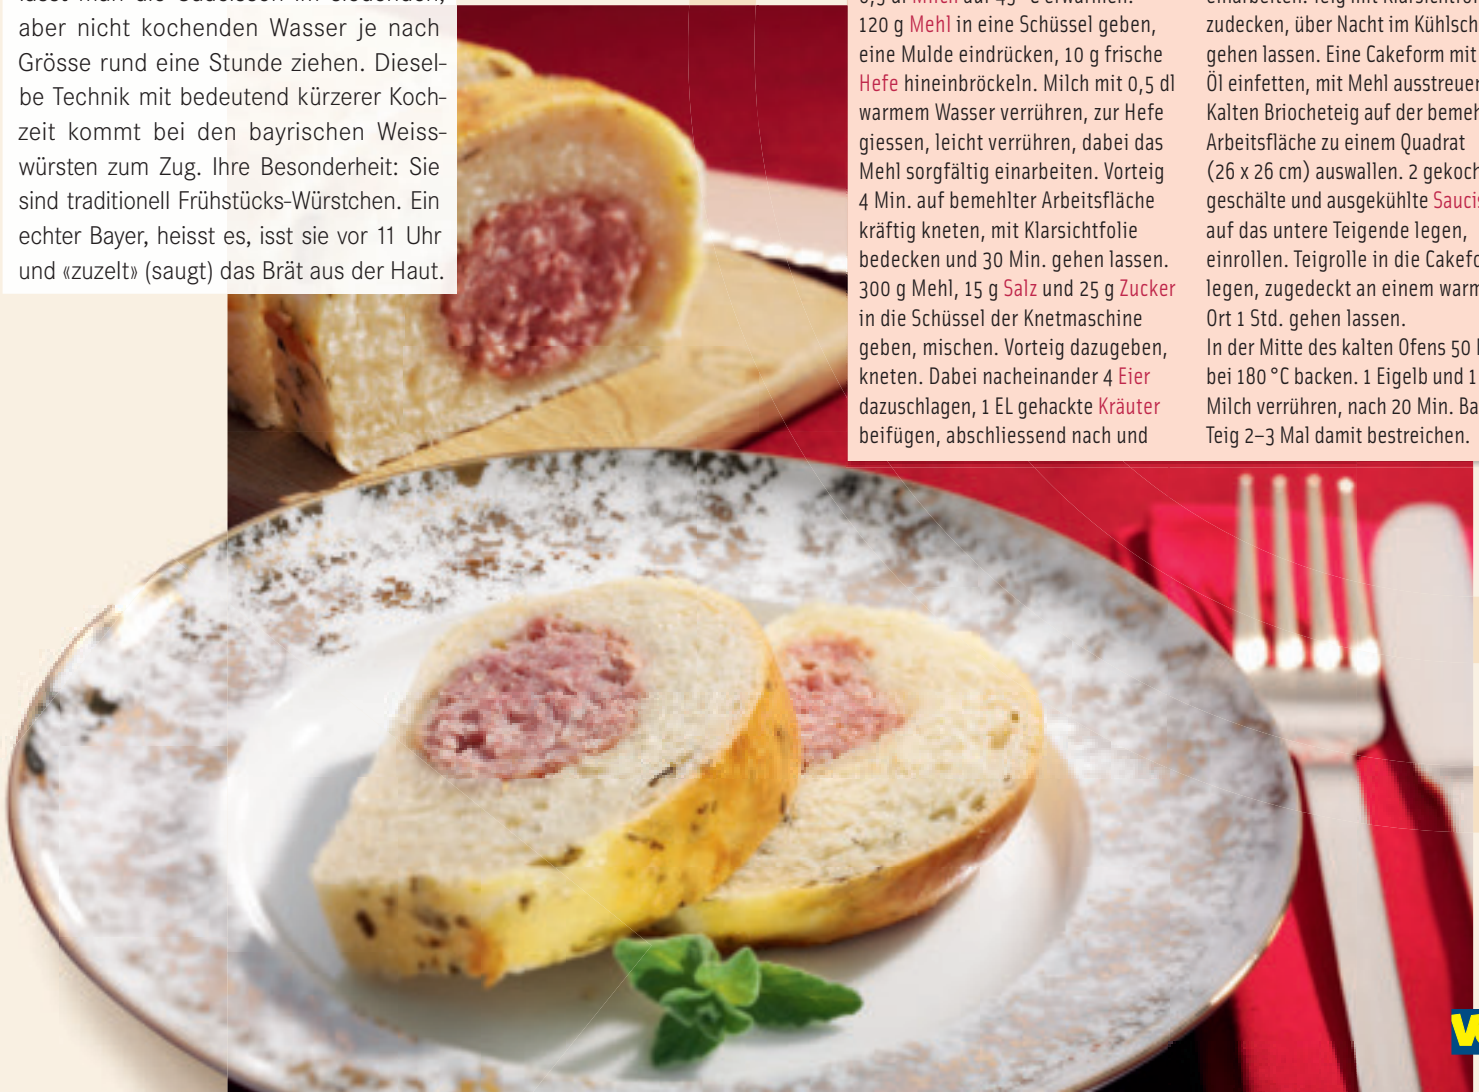 aber nicht kochenden Wasser je nach
Grösse rund eine Stunde ziehen. Diesel-
be Technik mit bedeutend kürzerer Koch-
zeit kommt bei den bayrischen Weiss-
würsten zum Zug. Ihre Besonderheit: Sie
sind traditionell Frühstücks-Würstchen. Ein
echter Bayer, heisst es, isst sie vor 11 Uhr
und «zuzelt» (saugt) das Brät aus der Haut.
120 g Mehl in eine Schüssel geben,
eine Mulde eindrücken, 10 g frische
Hefe hineinbröckeln. Milch mit 0,5 dl
warmem Wasser verrühren, zur Hefe
giessen, leicht verrühren, dabei das
Mehl sorgfältig einarbeiten. Vorteig
4 Min. auf bemehlter Arbeitsfläche
kräftig kneten, mit Klarsichtfolie
bedecken und 30 Min. gehen lassen.
300 g Mehl, 15 g Salz und 25 g Zucker
in die Schüssel der Knetmaschine
geben, mischen. Vorteig dazugeben,
kneten. Dabei nacheinander 4 Eier
dazuschlagen, 1 EL gehackte Kräuter
beifügen, abschliessend nach und
zudecken, über Nacht im Kühlsch
gehen lassen. Eine Cakeform mit
Öl einfetten, mit Mehl ausstreuen
Kalten Briocheteig auf der bemeh
Arbeitsfläche zu einem Quadrat
(26 x 26 cm) auswallen. 2 gekoch
geschälte und ausgekühlte Saucis
auf das untere Teigende legen,
einrollen. Teigrolle in die Cakefo
legen, zugedeckt an einem warm
Ort 1 Std. gehen lassen.
In der Mitte des kalten Ofens 50
bei 180 °C backen. 1 Eigelb und 1
Milch verrühren, nach 20 Min. Ba
Teig 2–3 Mal damit bestreichen.